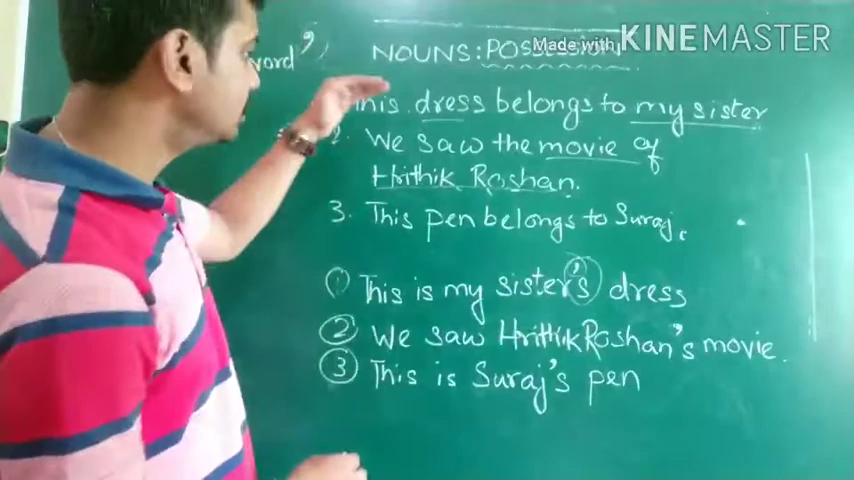 word ’
NOUNS: POSSESSION
Made with KINEMASTER
This dress belongs to my sister
2. We saw the movie of
Hrithik Roshan.
3. This pen belongs to Suraj.
① This is my sister's dress
② We saw Hrithik Roshan's movie.
③ This is Suraj's pen